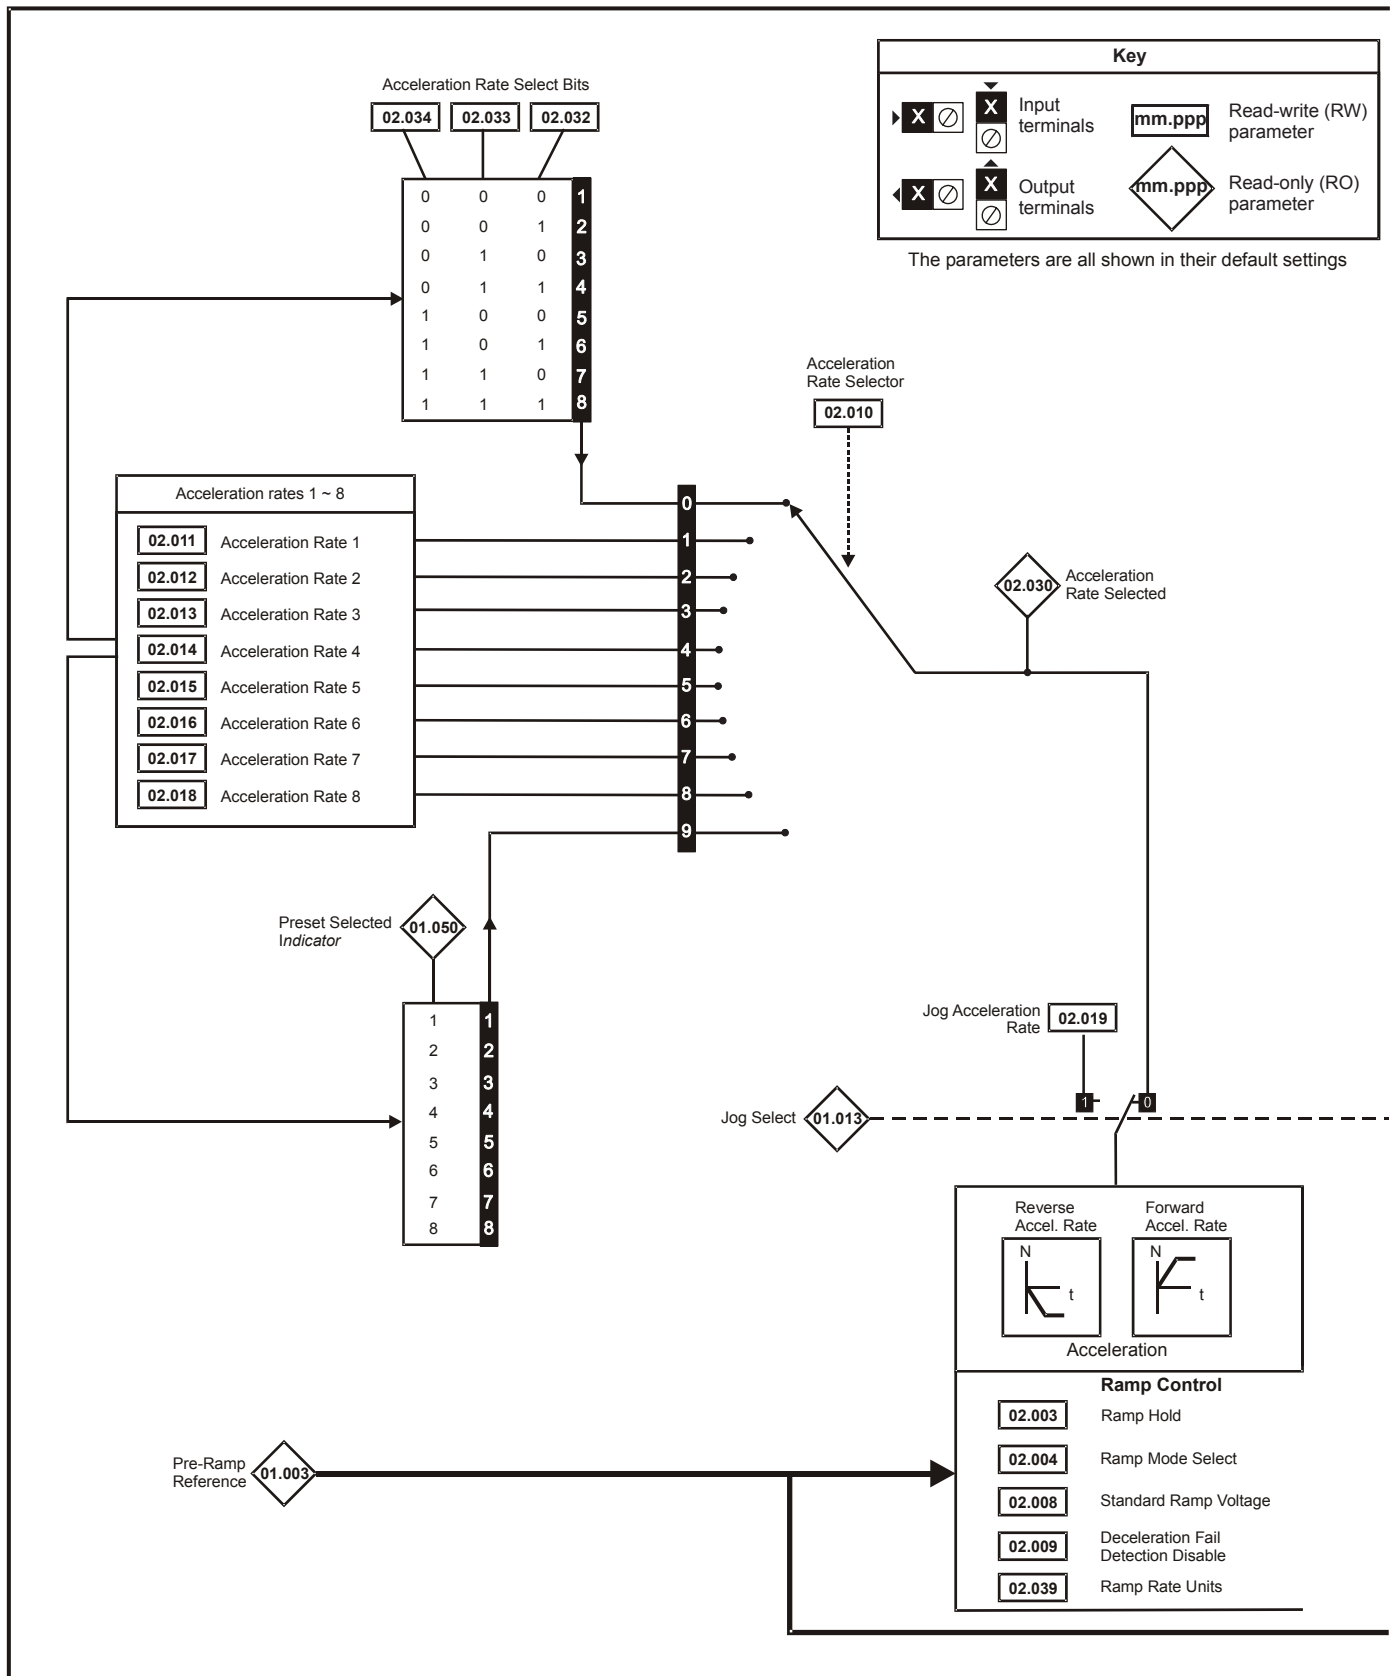 Key
X
X
Input
terminals
mm.ppp
Read-write (RW)
parameter
X
X
Output
terminals
mm.ppp
Read-only (RO)
parameter
The parameters are all shown in their default settings
Acceleration Rate Select Bits
02.034 02.033 02.032
0 0 0 1
0 0 1 2
0 1 0 3
0 1 1 4
1 0 0 5
1 0 1 6
1 1 0 7
1 1 1 8
Acceleration
Rate Selector
02.010
Acceleration rates 1 ~ 8
02.011 Acceleration Rate 1
02.012 Acceleration Rate 2
02.013 Acceleration Rate 3
02.014 Acceleration Rate 4
02.015 Acceleration Rate 5
02.016 Acceleration Rate 6
02.017 Acceleration Rate 7
02.018 Acceleration Rate 8
0
1
2
3
4
5
6
7
8
9
02.030
Acceleration
Rate Selected
Preset Selected
Indicator
01.050
1 1
2 2
3 3
4 4
5 5
6 6
7 7
8 8
Jog Acceleration
Rate
02.019
1 0
Jog Select 01.013
Reverse
Accel. Rate
N
t
Forward
Accel. Rate
N
t
Acceleration
Ramp Control
02.003 Ramp Hold
02.004 Ramp Mode Select
02.008 Standard Ramp Voltage
02.009 Deceleration Fail
Detection Disable
02.039 Ramp Rate Units
Pre-Ramp
Reference
01.003